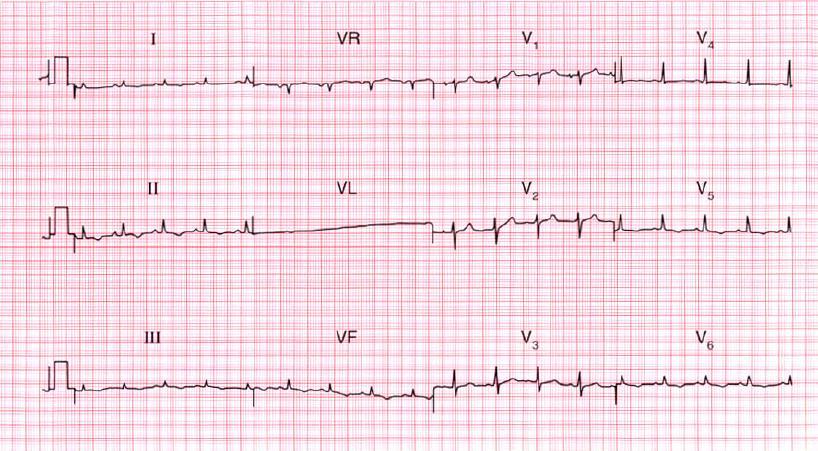 I VR V₁ V₄
II VL V₂ V₅
III VF V₃ V₆